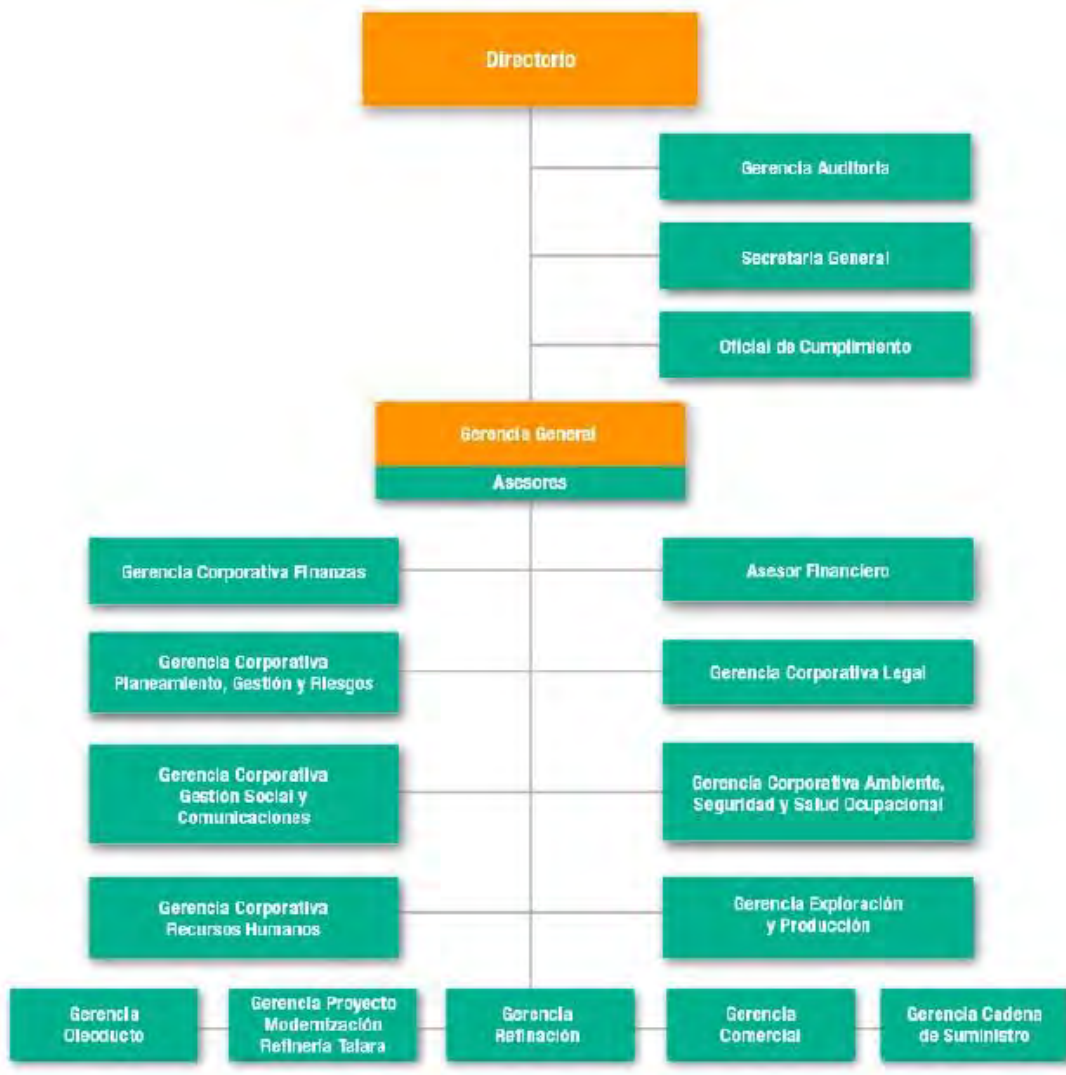 Directorio
Gerencia Auditoria
Secretaria General
Oficial de Cumplimiento
Gerencia General
Asesores
Gerencia Corporativa Finanzas
Asesor Financiero
Gerencia Corporativa
Planeamiento, Gestión y Riesgos
Gerencia Corporativa Legal
Gerencia Corporativa
Gestión Social y
Comunicaciones
Gerencia Corporativa Ambiente,
Seguridad y Salud Ocupacional
Gerencia Corporativa
Recursos Humanos
Gerencia Exploración
y Producción
Gerencia
Oleoducto
Gerencia Proyecto
Modernización
Refinería Talara
Gerencia
Refinación
Gerencia
Comercial
Gerencia Cadena
de Suministro